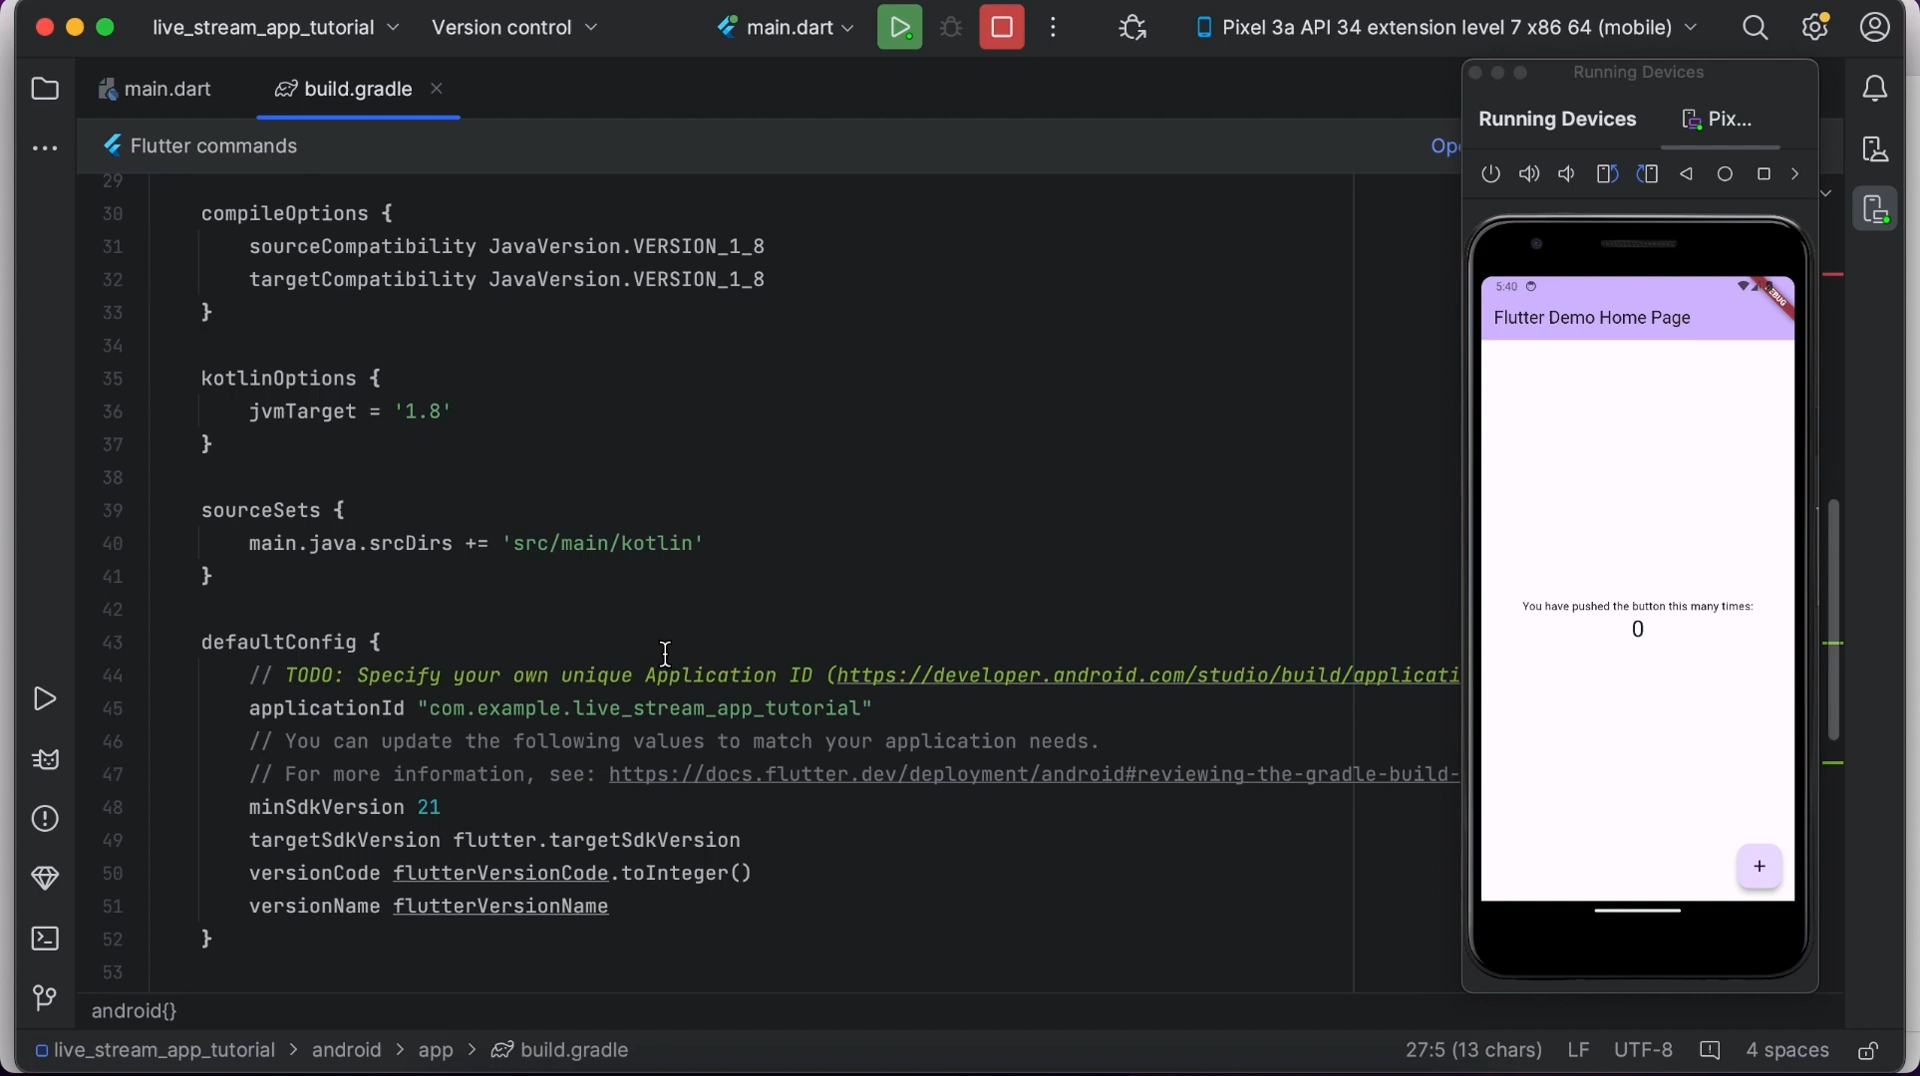 live_stream_app_tutorial
Version control
main.dart
Pixel 3a API 34 extension level 7 x86 64 (mobile)
main.dart
build.gradle
Flutter commands
Ope
29
30 compileOptions {
31 sourceCompatibility JavaVersion.VERSION_1_8
32 targetCompatibility JavaVersion.VERSION_1_8
33 }
34
35 kotlinOptions {
36 jvmTarget = '1.8'
37 }
38
39 sourceSets {
40 main.java.srcDirs += 'src/main/kotlin'
41 }
42
43 defaultConfig {
44 // TODO: Specify your own unique Application ID (https://developer.android.com/studio/build/applicati
45 applicationId "com.example.live_stream_app_tutorial"
46 // You can update the following values to match your application needs.
47 // For more information, see: https://docs.flutter.dev/deployment/android#reviewing-the-gradle-build-
48 minSdkVersion 21
49 targetSdkVersion flutter.targetSdkVersion
50 versionCode flutterVersionCode.toInteger()
51 versionName flutterVersionName
52 }
53
android{}
live_stream_app_tutorial > android > app > build.gradle
27:5 (13 chars) LF UTF-8 4 spaces
Running Devices
Running Devices
Pix...
5:40
DEBUG
Flutter Demo Home Page
You have pushed the button this many times:
0
+